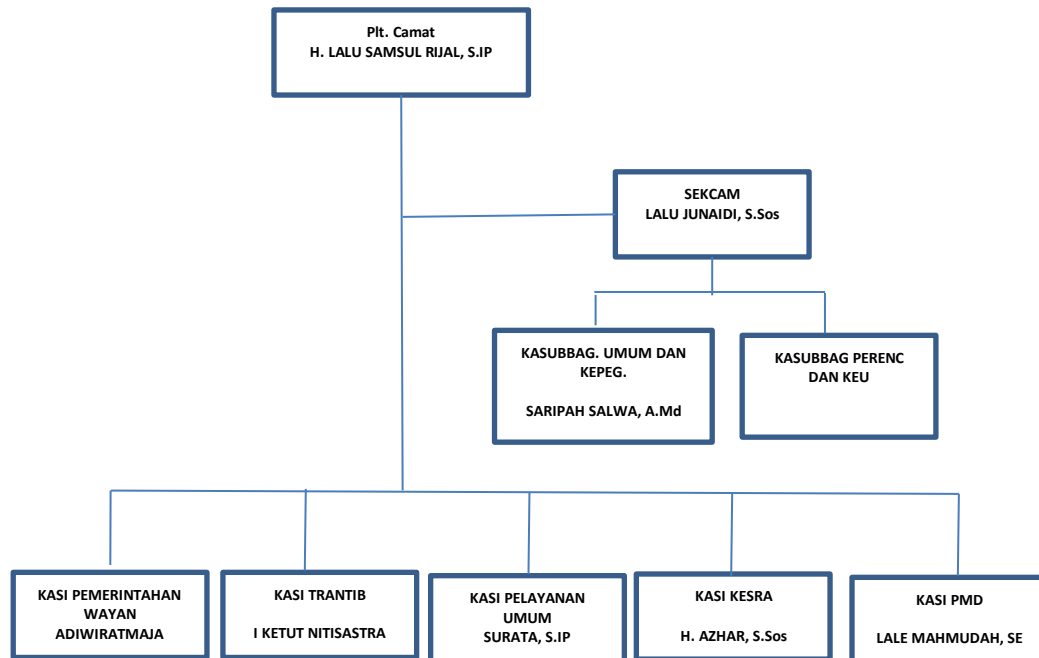 Plt. Camat
H. LALU SAMSUL RIJAL, S.IP
SEKCAM
LALU JUNAIDI, S.Sos
KASUBBAG. UMUM DAN
KEPEG.
SARIPAH SALWA, A.Md
KASUBBAG PERENC
DAN KEU
KASI PEMERINTAHAN
WAYAN
ADIWIRATMAJA
KASI TRANTIB
I KETUT NITISASTRA
KASI PELAYANAN
UMUM
SURATA, S.IP
KASI KESRA
H. AZHAR, S.Sos
KASI PMD
LALE MAHMUDAH, SE